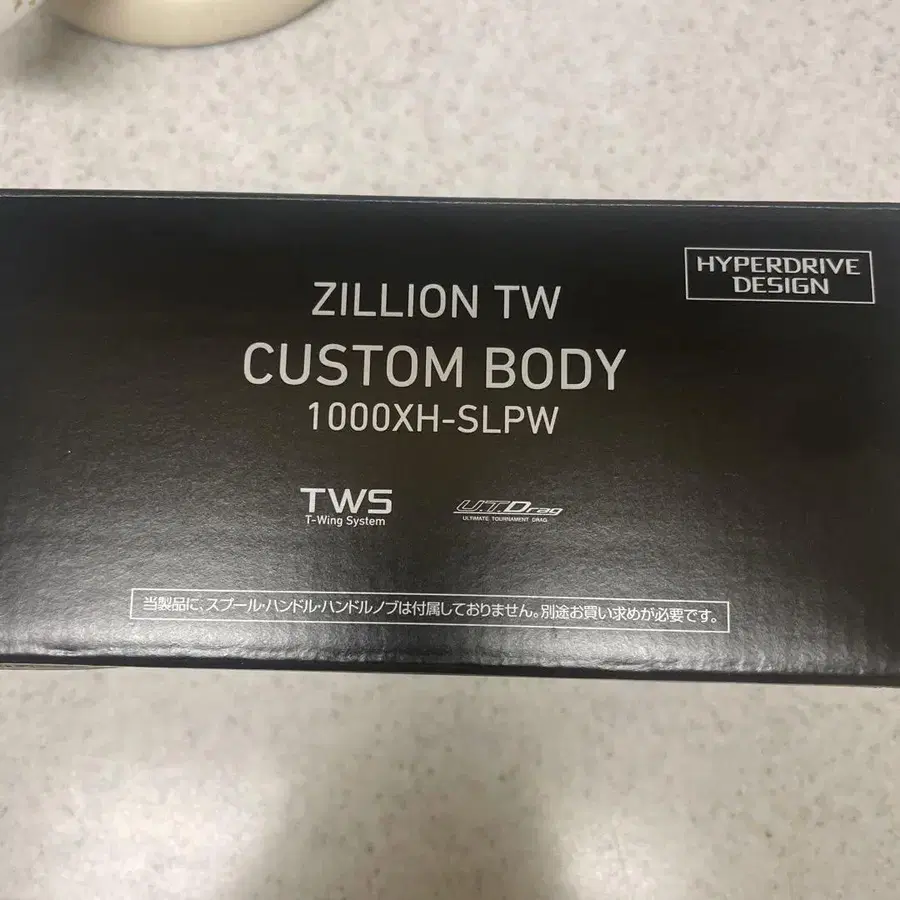 HYPERDRIVE
DESIGN
ZILLION TW
CUSTOM BODY
1000XH-SLPW
TWS
T-Wing System
U.T.Drag
ULTIMATE TOURNAMENT DRAG
当製品に、スプール・ハンドル・ハンドルノブは付属しておりません。別途お買い求めが必要です。